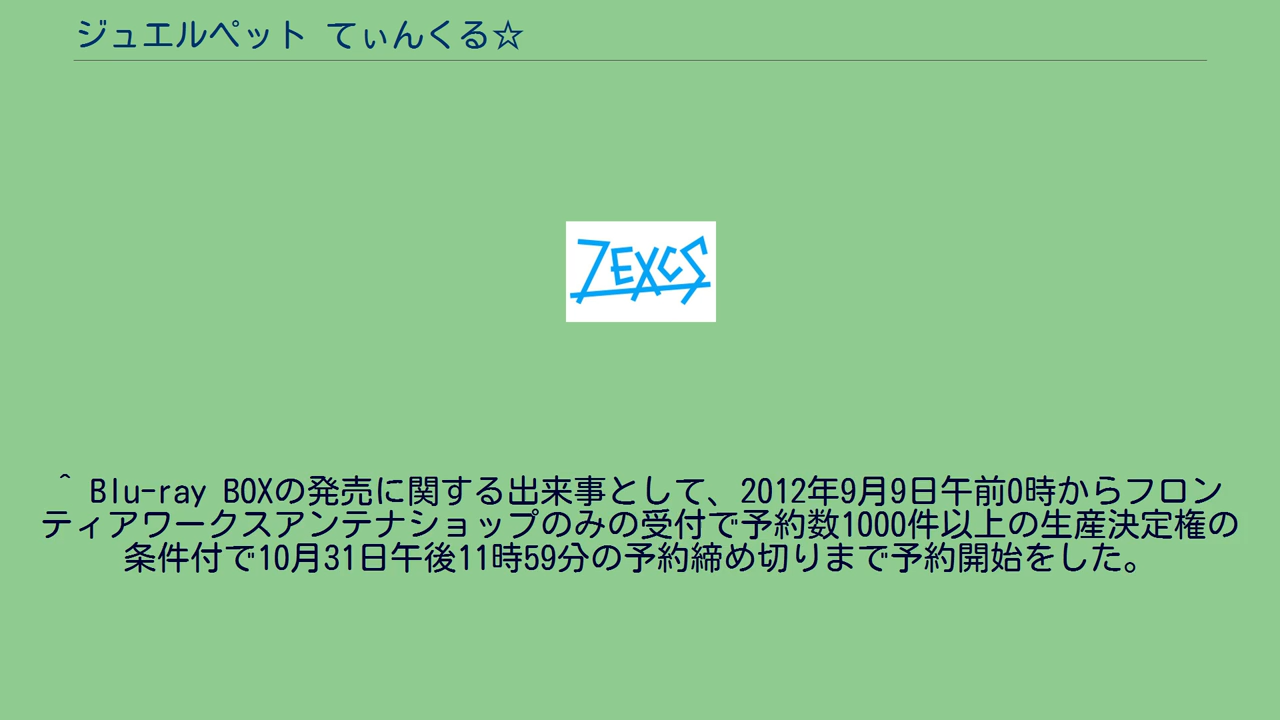 ジュエルペット てぃんくる☆
ZEXCS
^ Blu-ray BOXの発売に関する出来事として、2012年9月9日午前0時からフロン
ティアワークスアンテナショップのみの受付で予約数1000件以上の生産決定権の
条件付で10月31日午後11時59分の予約締め切りまで予約開始をした。